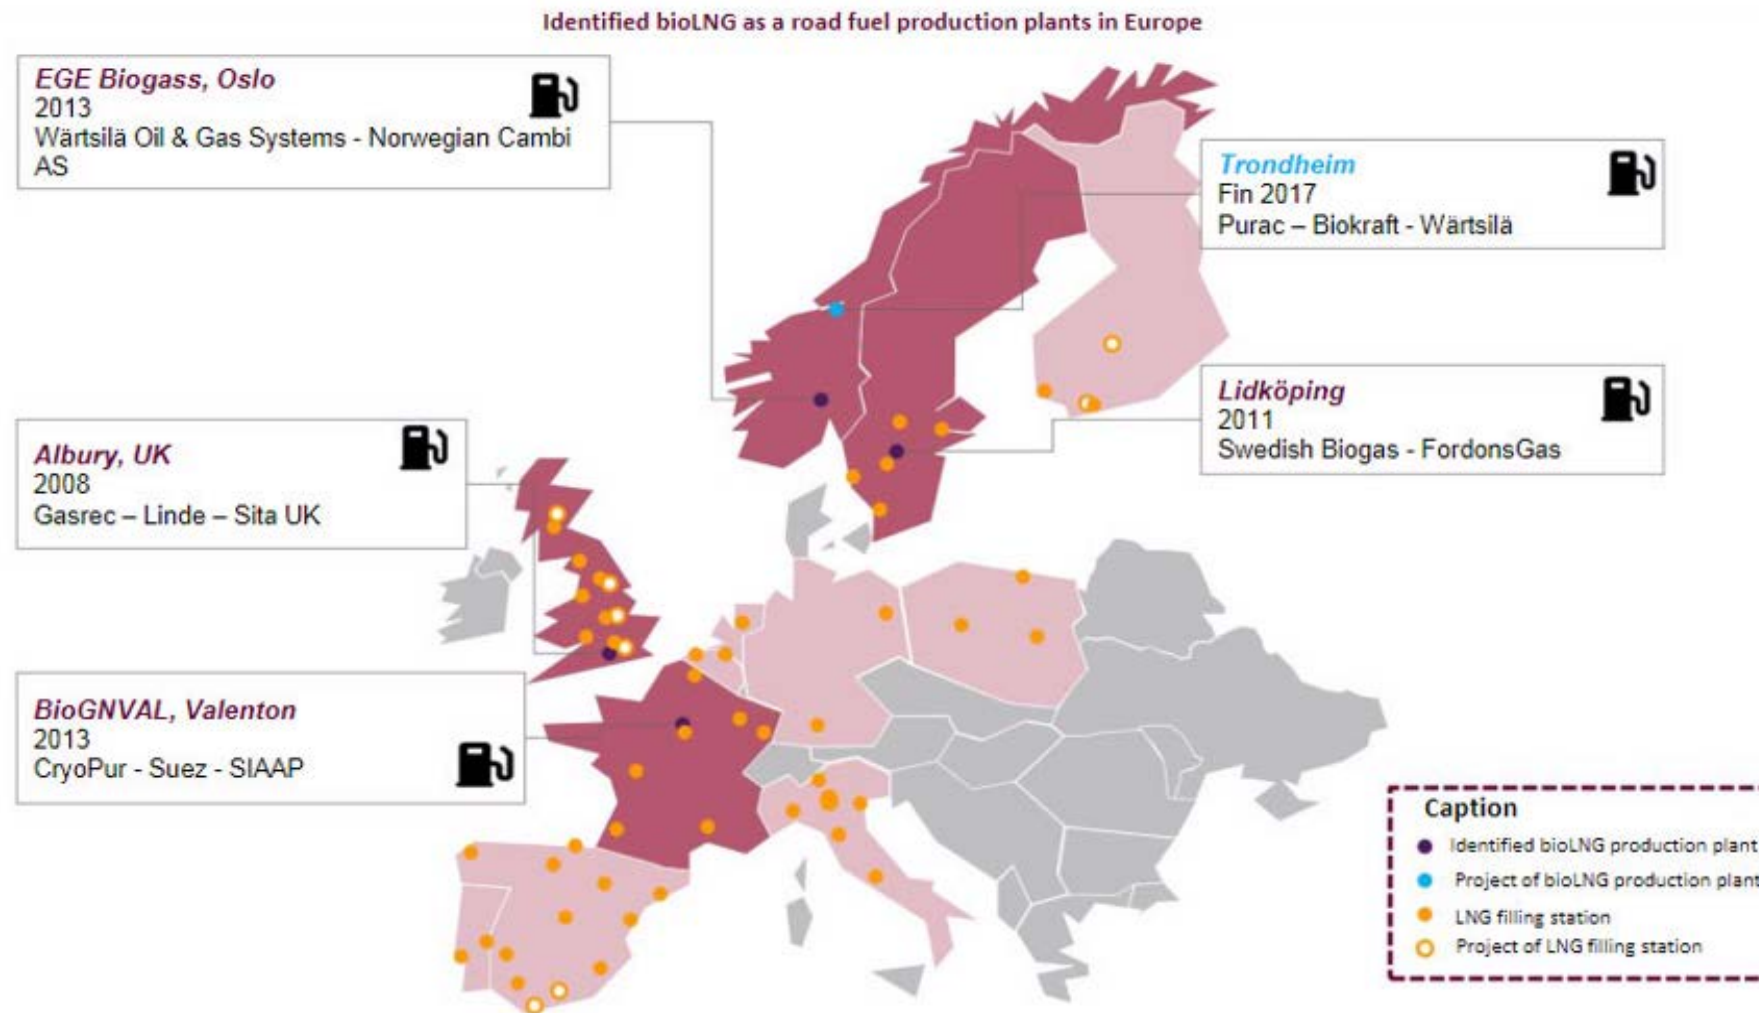 Identified bioLNG as a road fuel production plants in Europe
EGE Biogass, Oslo
2013
Wärtsilä Oil & Gas Systems - Norwegian Cambi
AS
Trondheim
Fin 2017
Purac – Biokraft - Wärtsilä
Lidköping
2011
Swedish Biogas - FordonsGas
Albury, UK
2008
Gasrec – Linde – Sita UK
BioGNVAL, Valenton
2013
CryoPur - Suez - SIAAP
Caption
Identified bioLNG production plant
Project of bioLNG production plant
LNG filling station
Project of LNG filling station